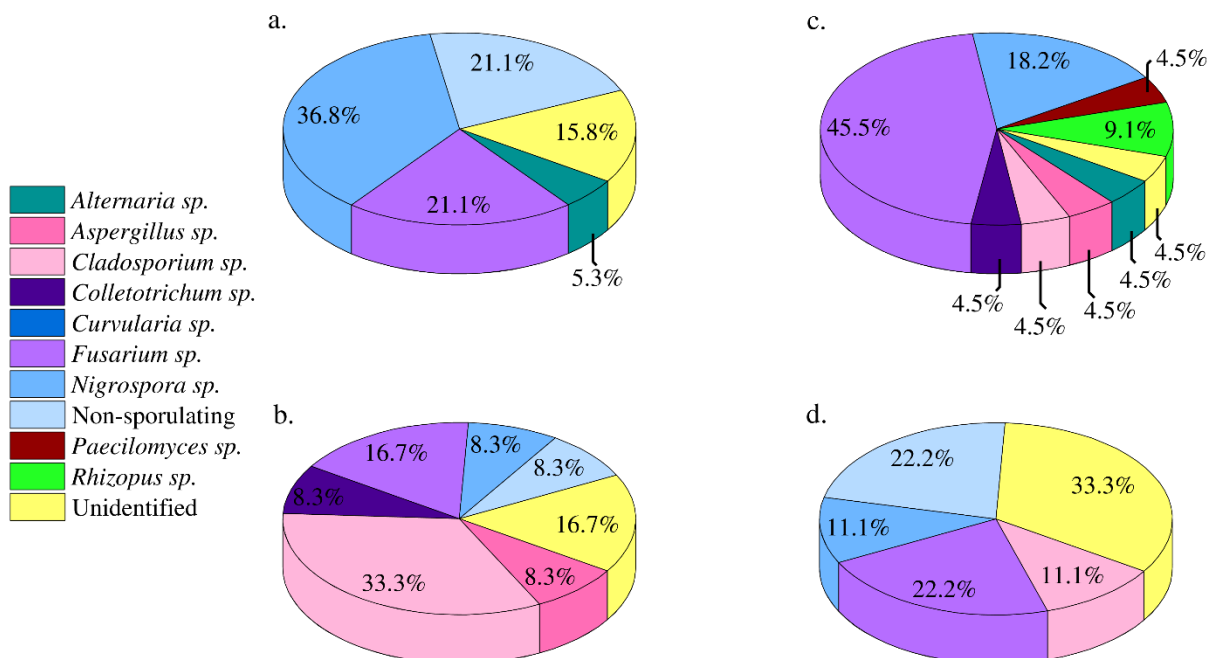 Alternaria sp.
Aspergillus sp.
Cladosporium sp.
Colletotrichum sp.
Curvularia sp.
Fusarium sp.
Nigrospora sp.
Non-sporulating
Paecilomyces sp.
Rhizopus sp.
Unidentified
a.
21.1%
36.8%
15.8%
21.1%
5.3%
b.
8.3%
16.7%
8.3%
8.3%
16.7%
33.3%
8.3%
c.
4.5%
18.2%
45.5%
9.1%
4.5%
4.5%
4.5%
4.5%
4.5%
d.
22.2%
33.3%
11.1%
22.2%
11.1%